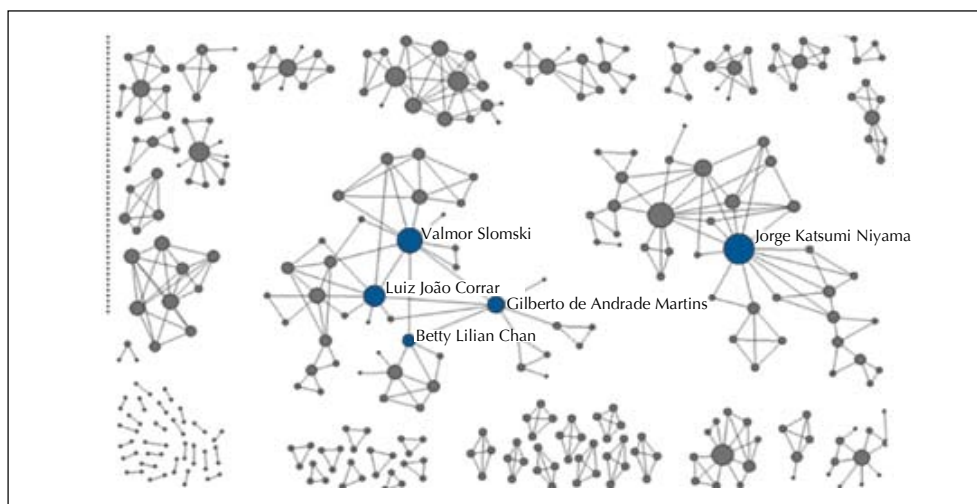 Valmor Slomski
Jorge Katsumi Niyama
Luiz João Corrar
Gilberto de Andrade Martins
Betty Lilian Chan